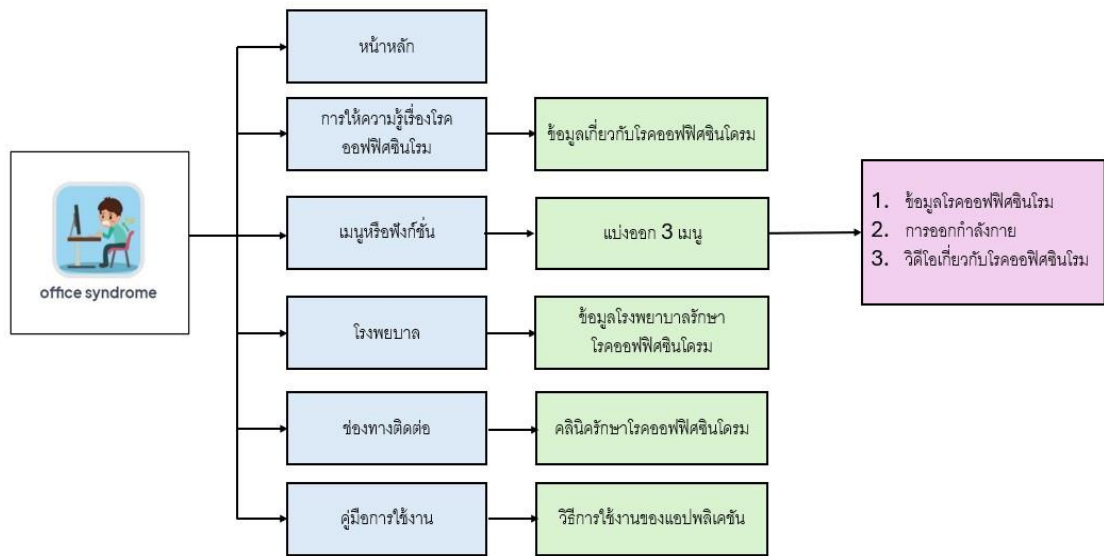 หน้าหลัก
การให้ความรู้เรื่องโรค
ออฟฟิศซินโรม
ข้อมูลเกี่ยวกับโรคออฟฟิศซินโดรม
office syndrome
เมนูหรือฟังก์ชั่น
แบ่งออก 3 เมนู
1. ข้อมูลโรคออฟฟิศซินโรม
2. การออกกำลังกาย
3. วิดีโอเกี่ยวกับโรคออฟิศซินโรม
โรงพยบาล
ข้อมูลโรงพยาบาลรักษา
โรคออฟฟิศซินโดรม
ช่องทางติดต่อ
คลินิครักษาโรคออฟฟิศซินโดรม
คู่มือการใช้งาน
วิธีการใช้งานของแอปพลิเคชัน